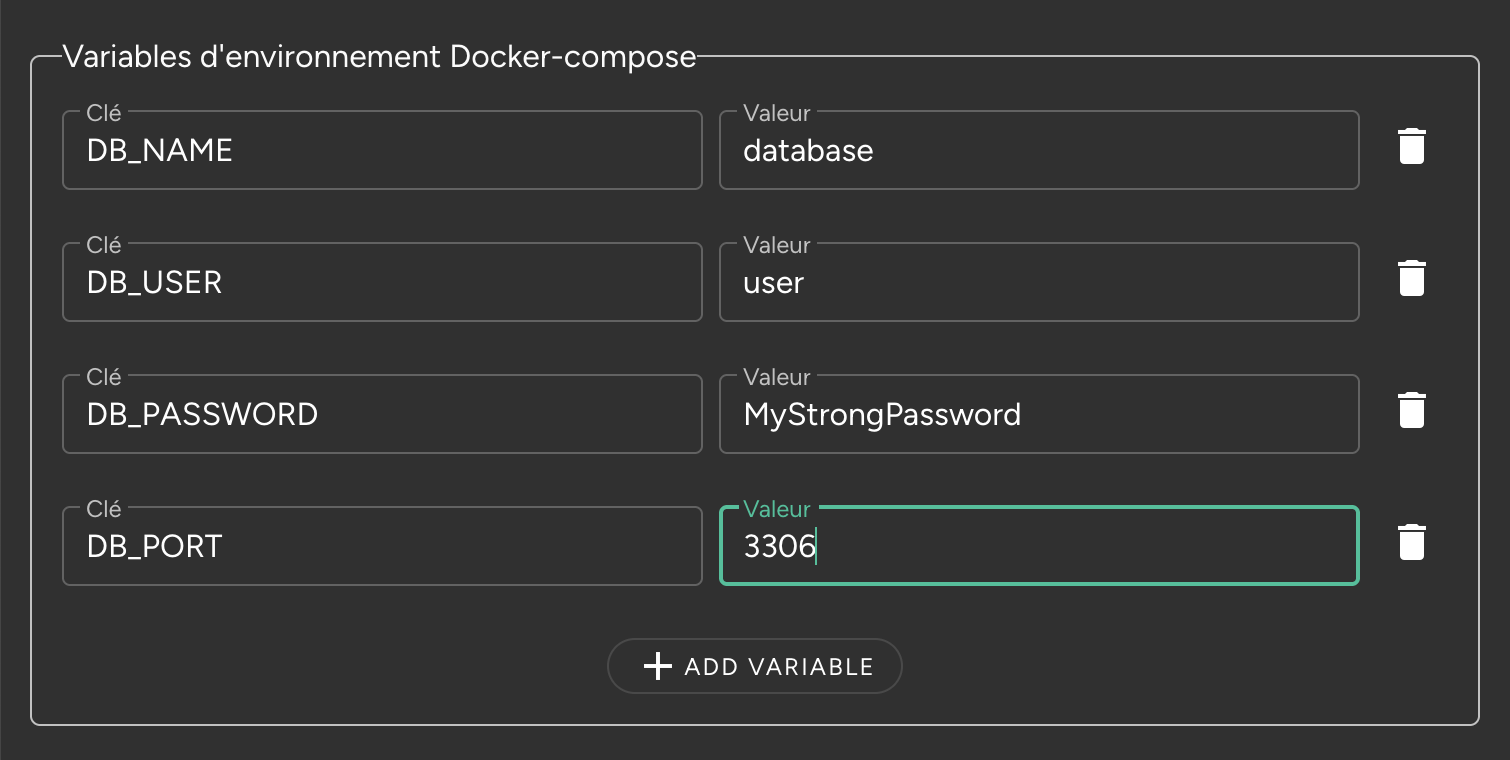 Variables d'environnement Docker-compose
Clé
DB_NAME
Valeur
database
Clé
DB_USER
Valeur
user
Clé
DB_PASSWORD
Valeur
MyStrongPassword
Clé
DB_PORT
Valeur
3306
ADD VARIABLE